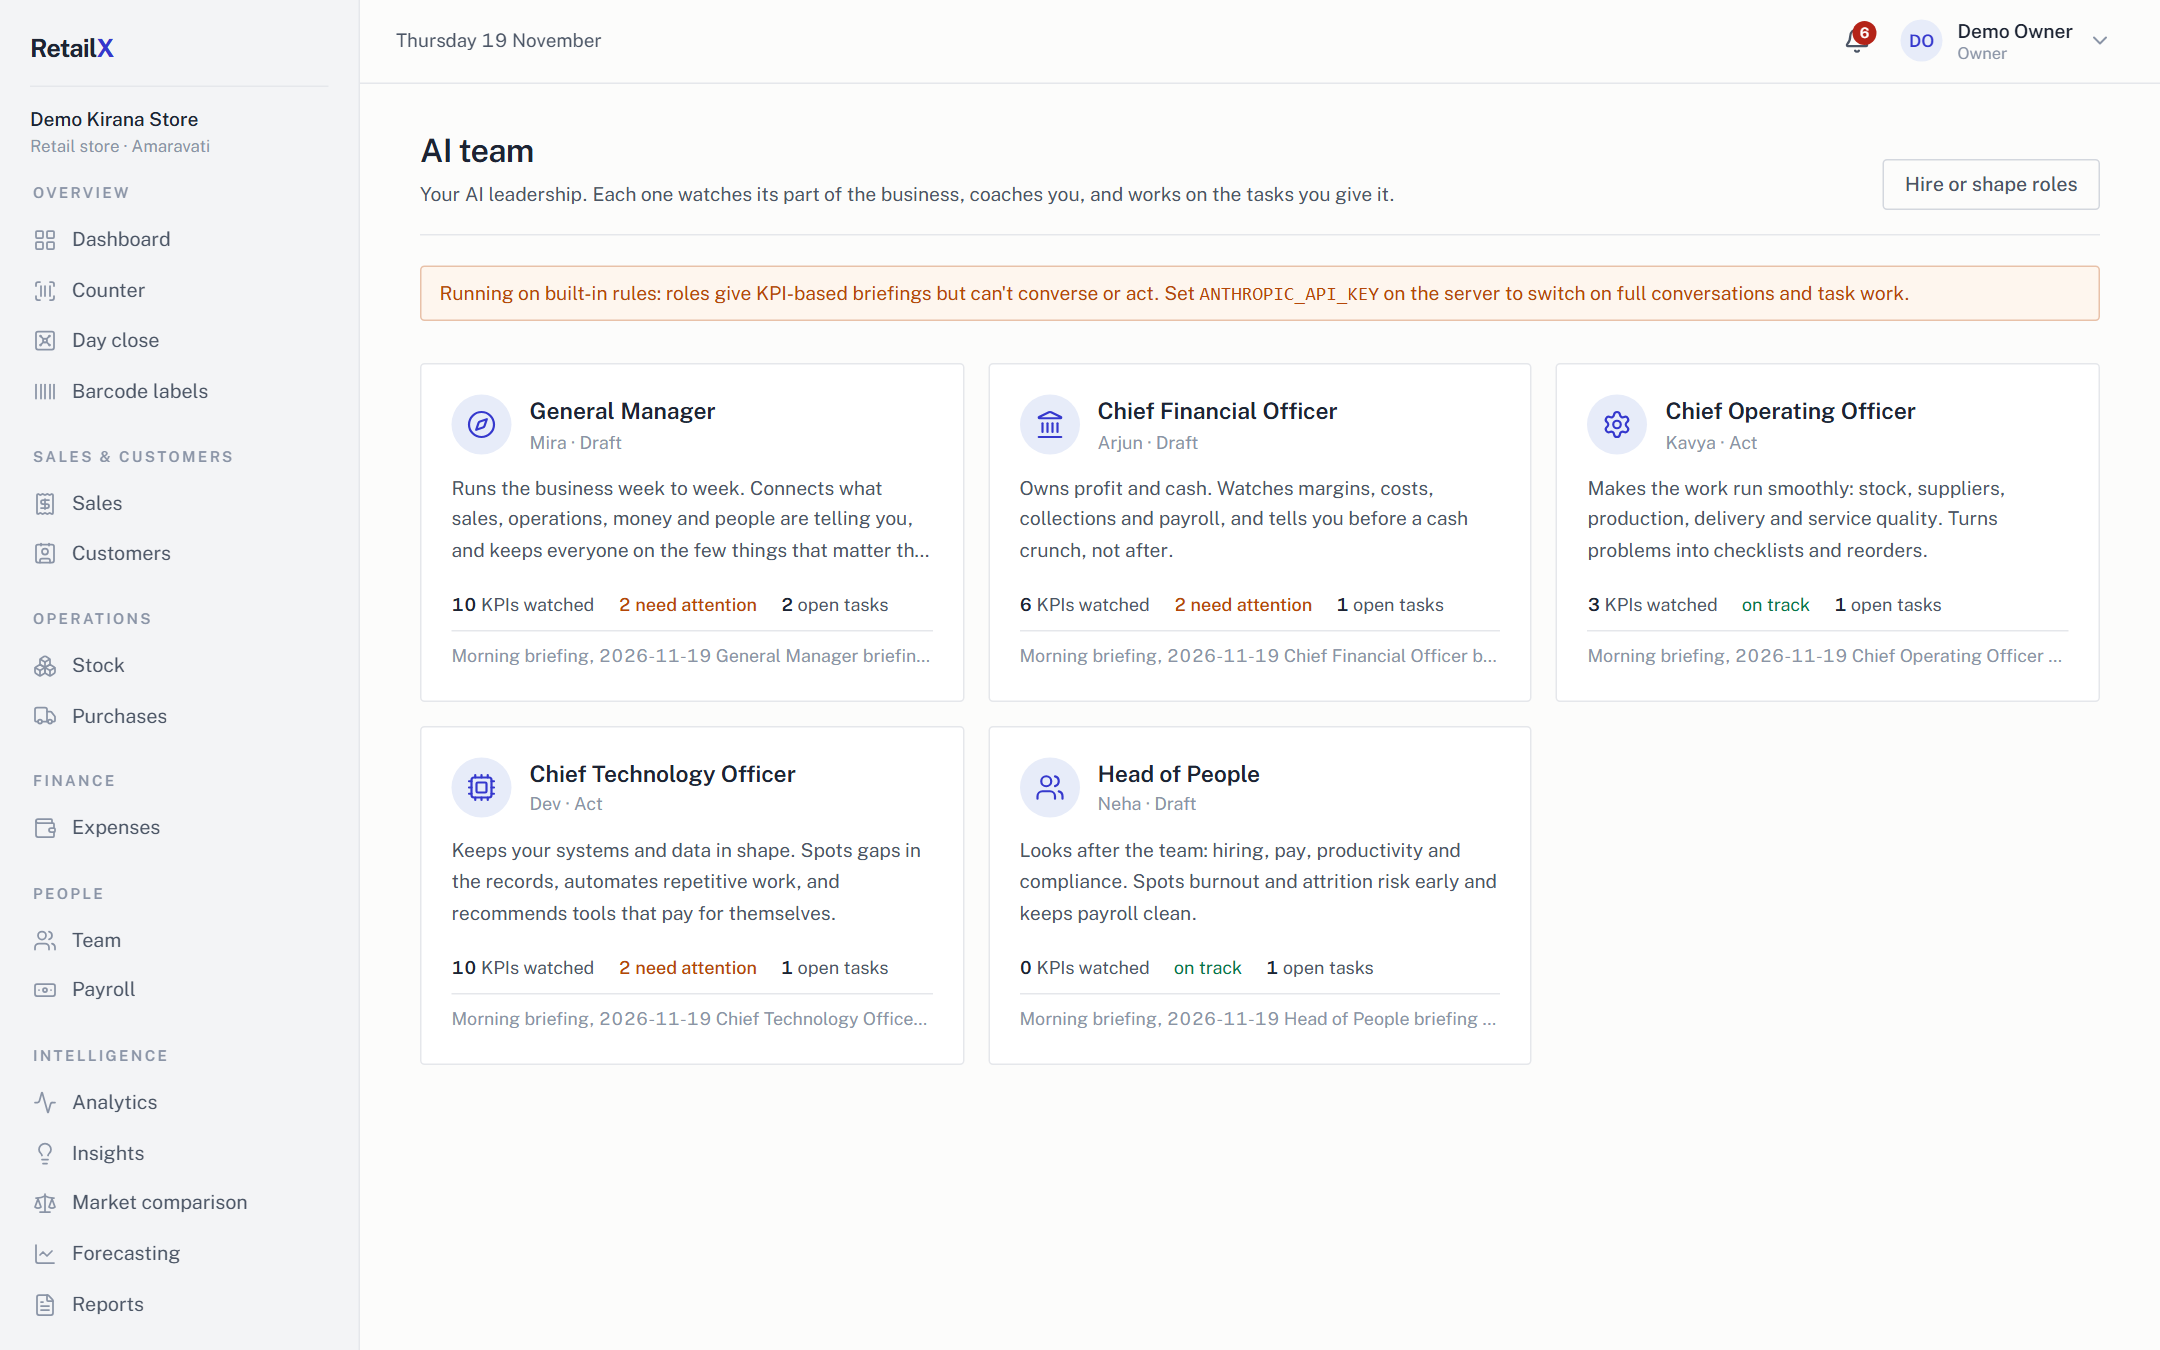 RetailX
Demo Kirana Store
Retail store · Amaravati
OVERVIEW
Dashboard
Counter
Day close
Barcode labels
SALES & CUSTOMERS
Sales
Customers
OPERATIONS
Stock
Purchases
FINANCE
Expenses
PEOPLE
Team
Payroll
INTELLIGENCE
Analytics
Insights
Market comparison
Forecasting
Reports
Thursday 19 November
6
DO
Demo Owner
Owner
AI team
Your AI leadership. Each one watches its part of the business, coaches you, and works on the tasks you give it.
Hire or shape roles
Running on built-in rules: roles give KPI-based briefings but can't converse or act. Set ANTHROPIC_API_KEY on the server to switch on full conversations and task work.
General Manager
Mira · Draft
Runs the business week to week. Connects what
sales, operations, money and people are telling you,
and keeps everyone on the few things that matter th...
10 KPIs watched 2 need attention 2 open tasks
Morning briefing, 2026-11-19 General Manager briefin...
Chief Financial Officer
Arjun · Draft
Owns profit and cash. Watches margins, costs,
collections and payroll, and tells you before a cash
crunch, not after.
6 KPIs watched 2 need attention 1 open tasks
Morning briefing, 2026-11-19 Chief Financial Officer b...
Chief Operating Officer
Kavya · Act
Makes the work run smoothly: stock, suppliers,
production, delivery and service quality. Turns
problems into checklists and reorders.
3 KPIs watched on track 1 open tasks
Morning briefing, 2026-11-19 Chief Operating Officer ...
Chief Technology Officer
Dev · Act
Keeps your systems and data in shape. Spots gaps in
the records, automates repetitive work, and
recommends tools that pay for themselves.
10 KPIs watched 2 need attention 1 open tasks
Morning briefing, 2026-11-19 Chief Technology Office...
Head of People
Neha · Draft
Looks after the team: hiring, pay, productivity and
compliance. Spots burnout and attrition risk early and
keeps payroll clean.
0 KPIs watched on track 1 open tasks
Morning briefing, 2026-11-19 Head of People briefing ...